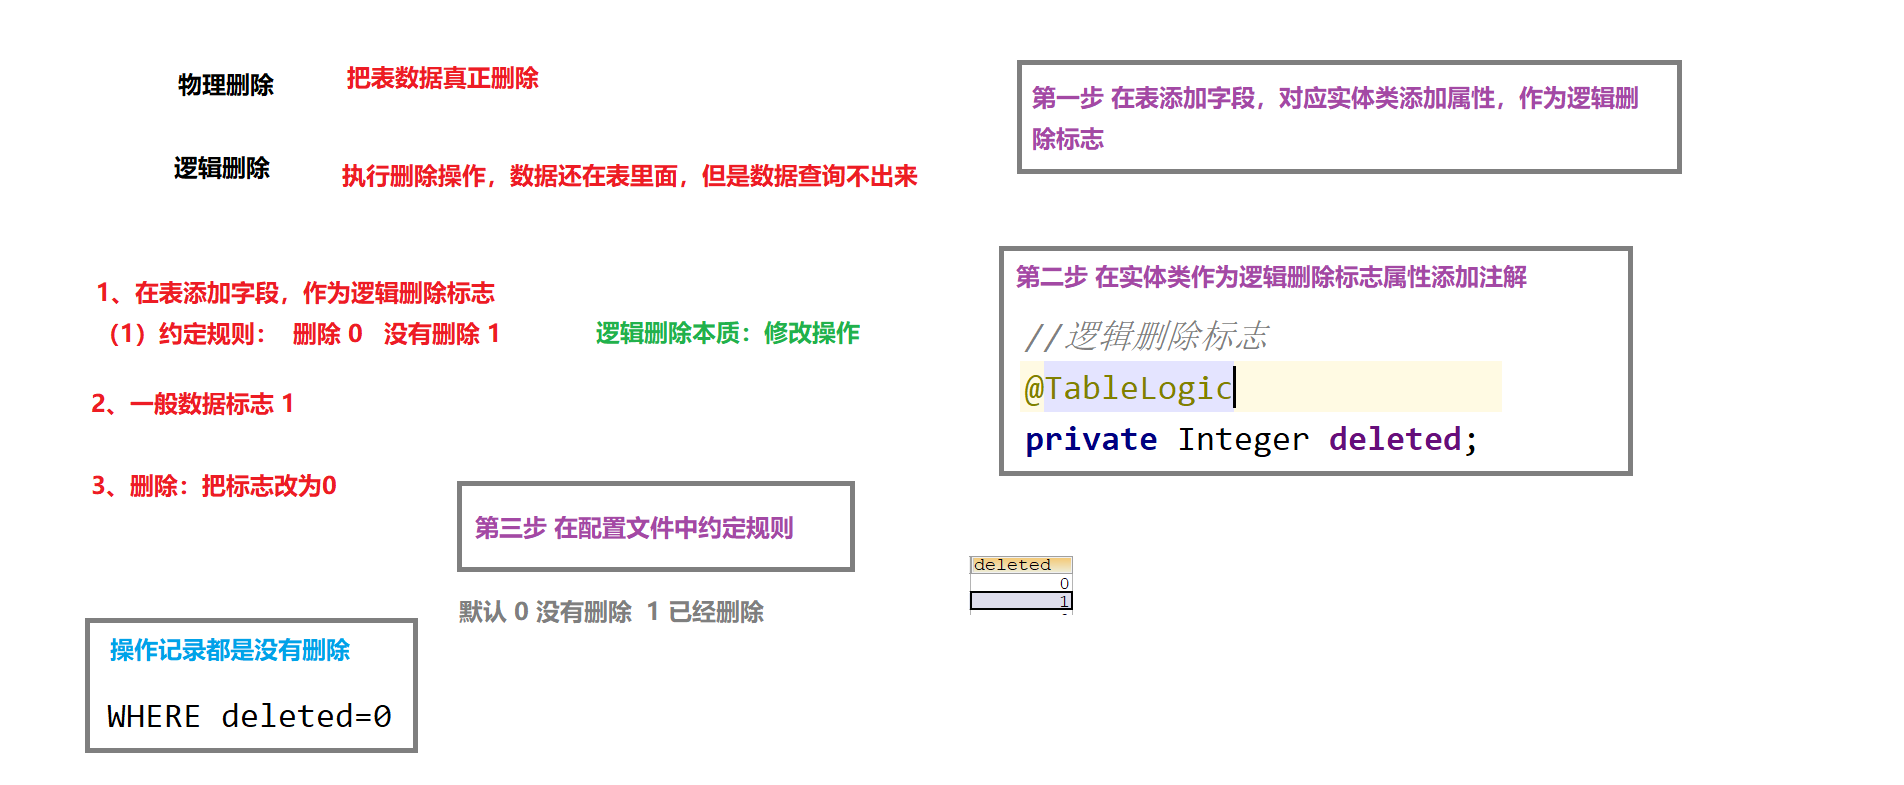 物理删除 把表数据真正删除
逻辑删除 执行删除操作，数据还在表里面，但是数据查询不出来
1、在表添加字段，作为逻辑删除标志
（1）约定规则： 删除 0 没有删除 1
逻辑删除本质：修改操作
2、一般数据标志 1
3、删除：把标志改为0
第一步 在表添加字段，对应实体类添加属性，作为逻辑删
除标志
第二步 在实体类作为逻辑删除标志属性添加注解
//逻辑删除标志
@TableLogic
private Integer deleted;
第三步 在配置文件中约定规则
默认 0 没有删除 1 已经删除
deleted
0
1
操作记录都是没有删除
WHERE deleted=0